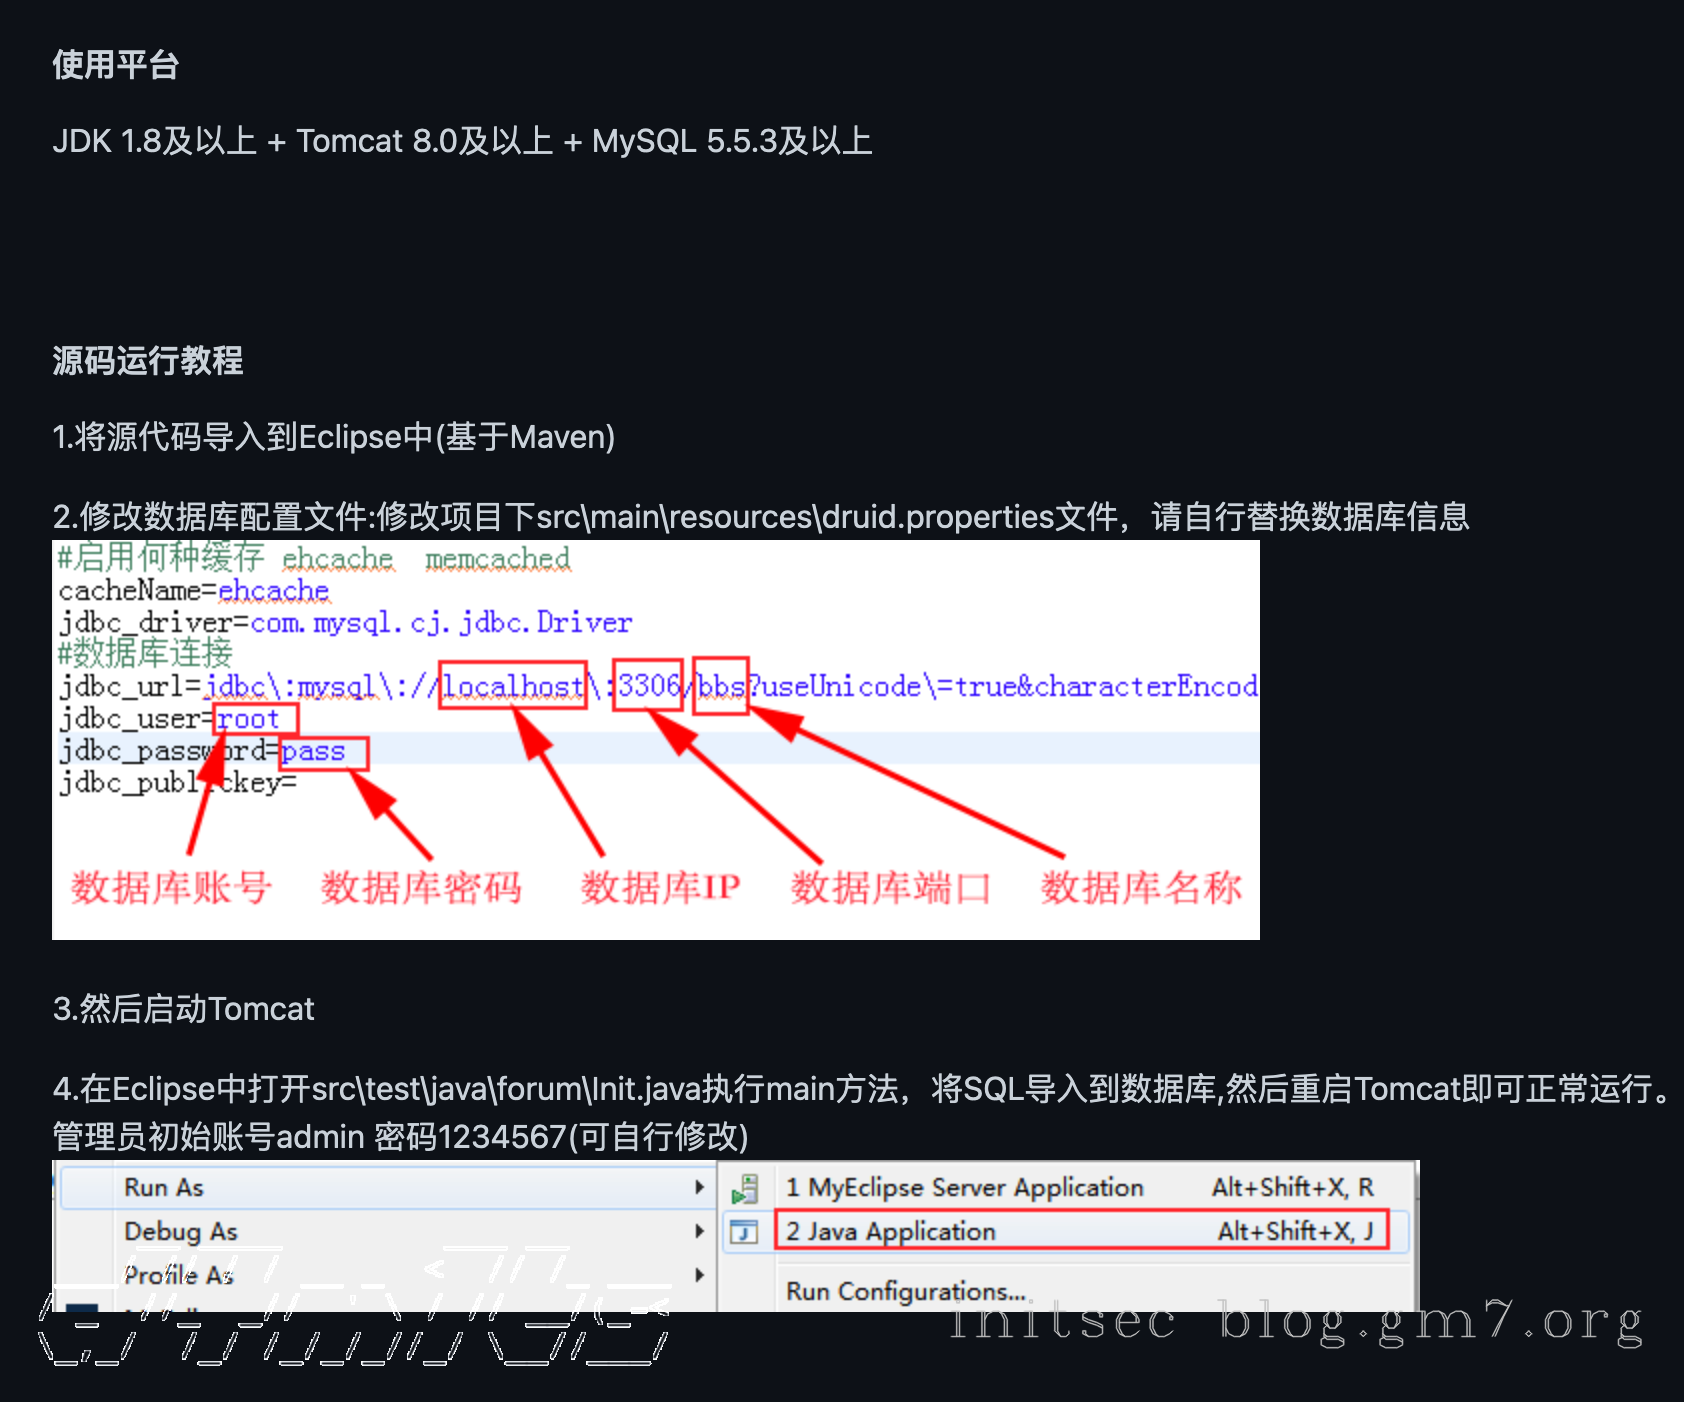 使用平台
JDK 1.8及以上 + Tomcat 8.0及以上 + MySQL 5.5.3及以上
源码运行教程
1.将源代码导入到Eclipse中(基于Maven)
2.修改数据库配置文件:修改项目下src\main\resources\druid.properties文件，请自行替换数据库信息
#启用何种缓存 ehcache  memcached
cacheName=ehcache
jdbc_driver=com.mysql.cj.jdbc.Driver
#数据库连接
jdbc_url=jdbc\:mysql\://localhost\:3306/bbs?useUnicode\=true&characterEncod
jdbc_user=root
jdbc_password=pass
jdbc_publickey=
数据库账号 数据库密码 数据库IP 数据库端口 数据库名称
3.然后启动Tomcat
4.在Eclipse中打开src\test\java\forum\Init.java执行main方法，将SQL导入到数据库,然后重启Tomcat即可正常运行。
管理员初始账号admin 密码1234567(可自行修改)
Run As
1 MyEclipse Server Application Alt+Shift+X, R
Debug As
2 Java Application Alt+Shift+X, J
Profile As
Run Configurations...
initsec blog.gm7.org